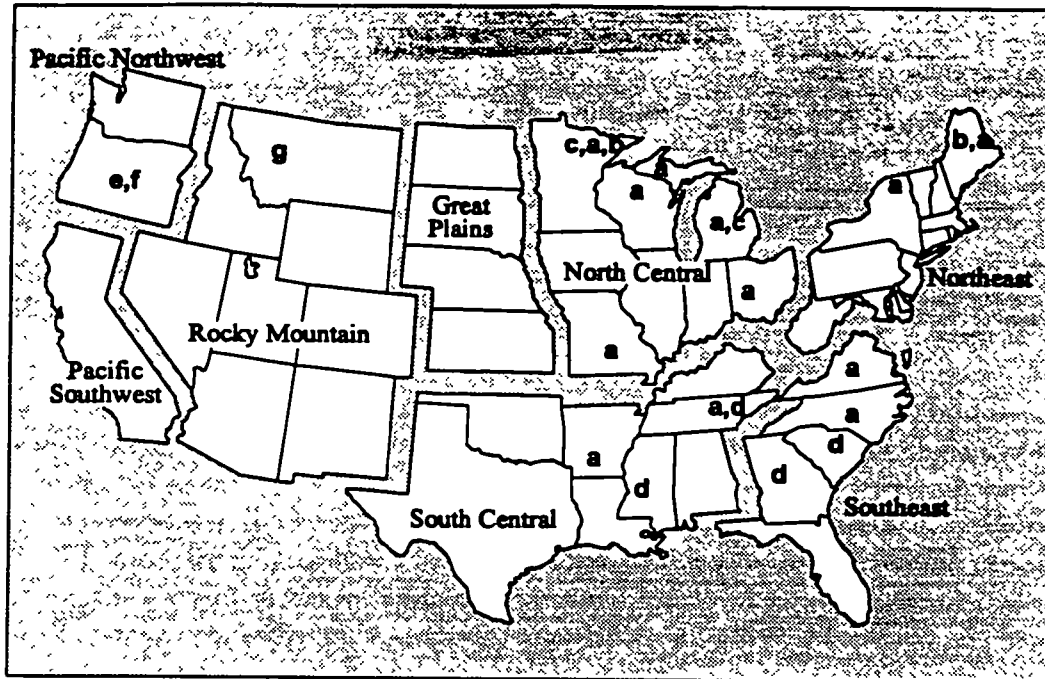 Pacific Northwest
g
c,a,b
b,a
e,f
a
a
Great
Plains
a,c
North Central
a
Northeast
Rocky Mountain
a
a
Pacific
Southwest
a
a
d
a
d
d
South Central
Southeast